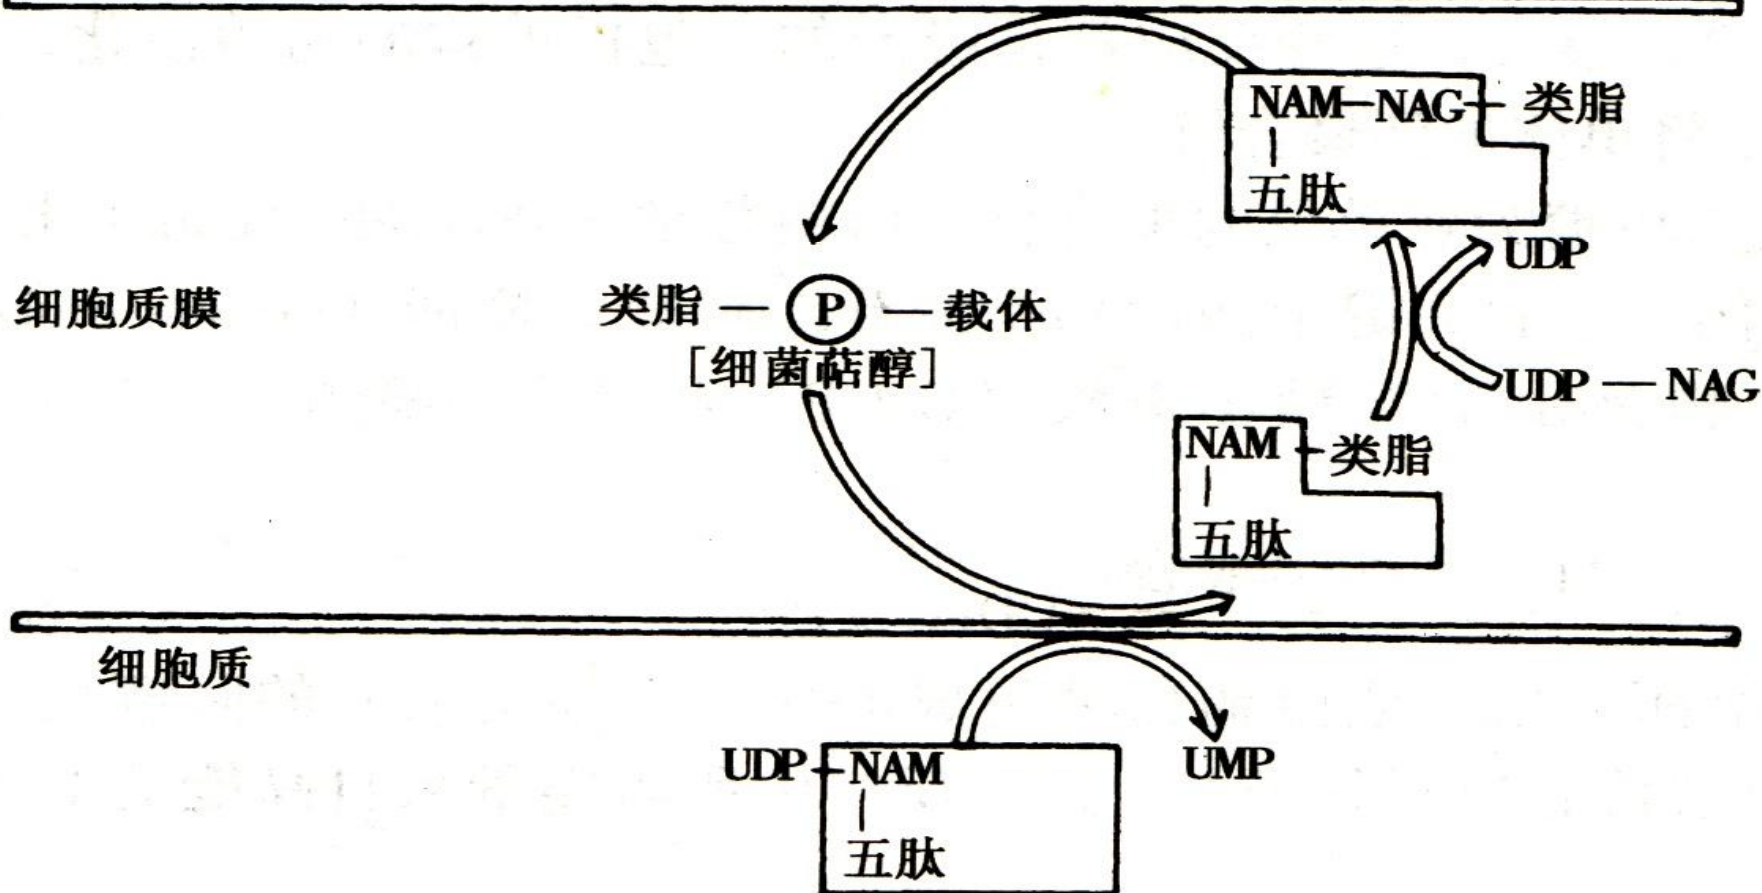 NAM—NAG—类脂
五肽
UDP
细胞质膜
类脂 — P — 载体
[细菌萜醇]
UDP — NAG
NAM —类脂
五肽
细胞质
UDP—NAM
五肽
UMP